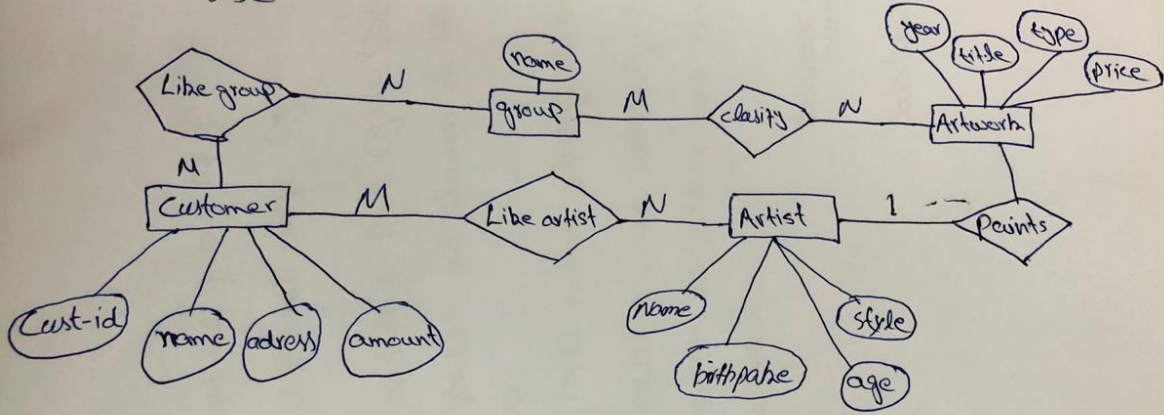 year
type
title
price
name
Like group
N
group
M
clasify
N
Artwork
M
Customer
M
Like artist
N
Artist
1
Paints
Cust-id
name
adress
amount
Name
style
age